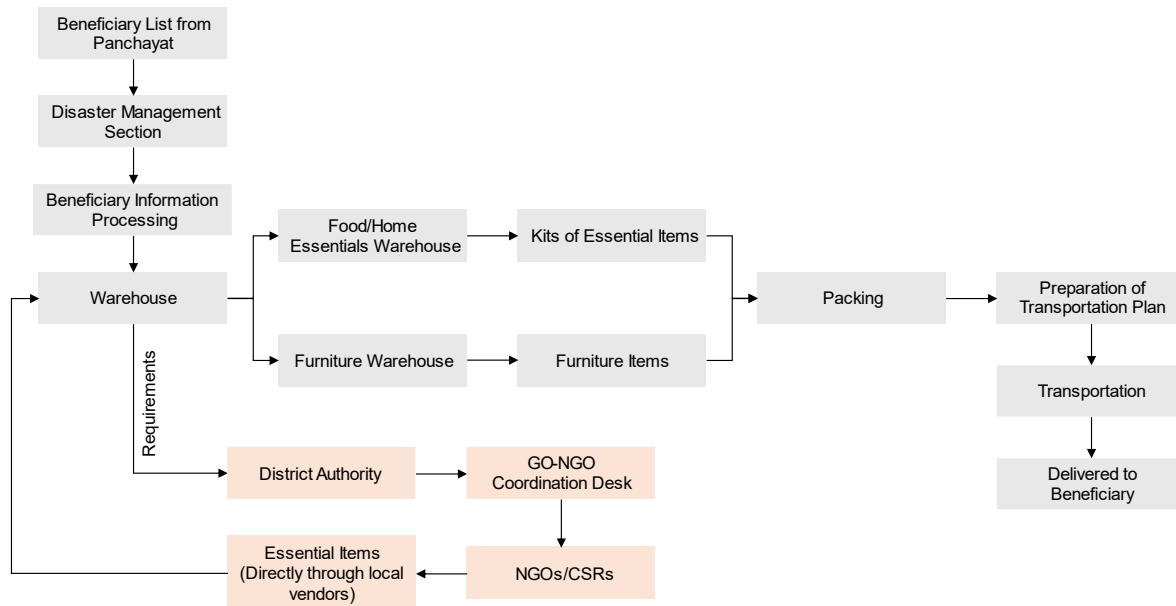 Beneficiary List from
Panchayat
Disaster Management
Section
Beneficiary Information
Processing
Food/Home
Essentials Warehouse
Kits of Essential Items
Warehouse
Packing
Preparation of
Transportation Plan
Furniture Warehouse
Furniture Items
Transportation
Requirements
District Authority
GO-NGO
Coordination Desk
Delivered to
Beneficiary
Essential Items
(Directly through local
vendors)
NGOs/CSRs